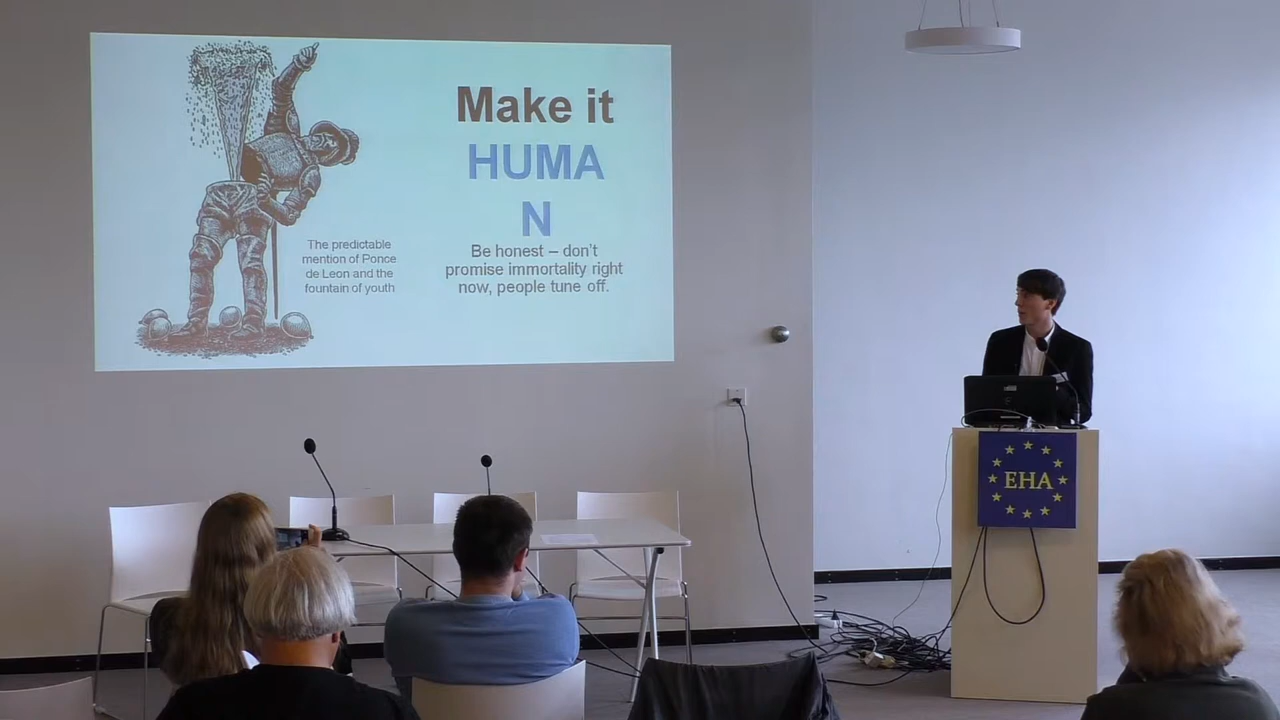 Make it
HUMA
N
The predictable
mention of Ponce
de Leon and the
fountain of youth
Be honest – don't
promise immortality right
now, people tune off.
EHA